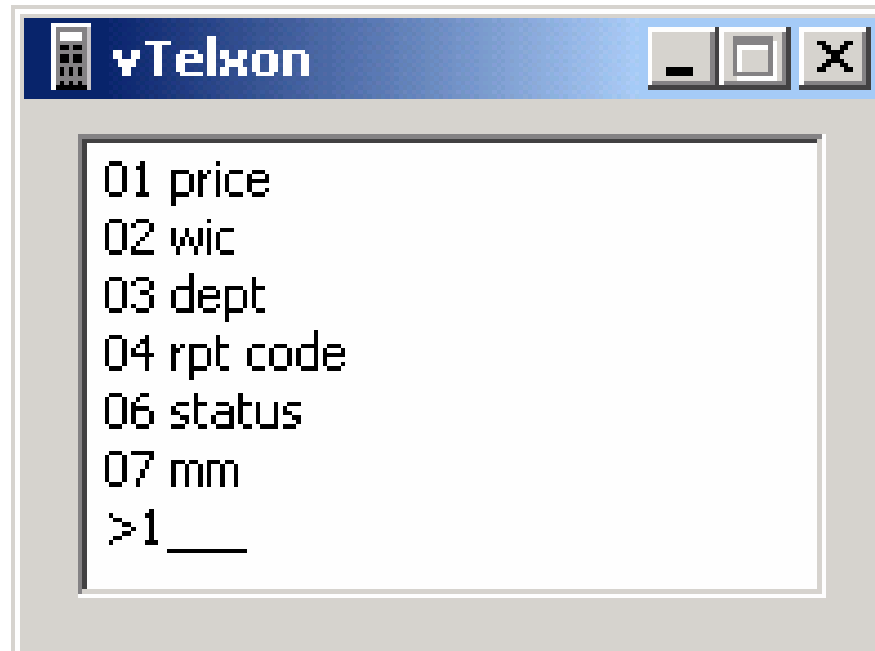 vTelxon
01 price
02 wic
03 dept
04 rpt code
06 status
07 mm
>1___